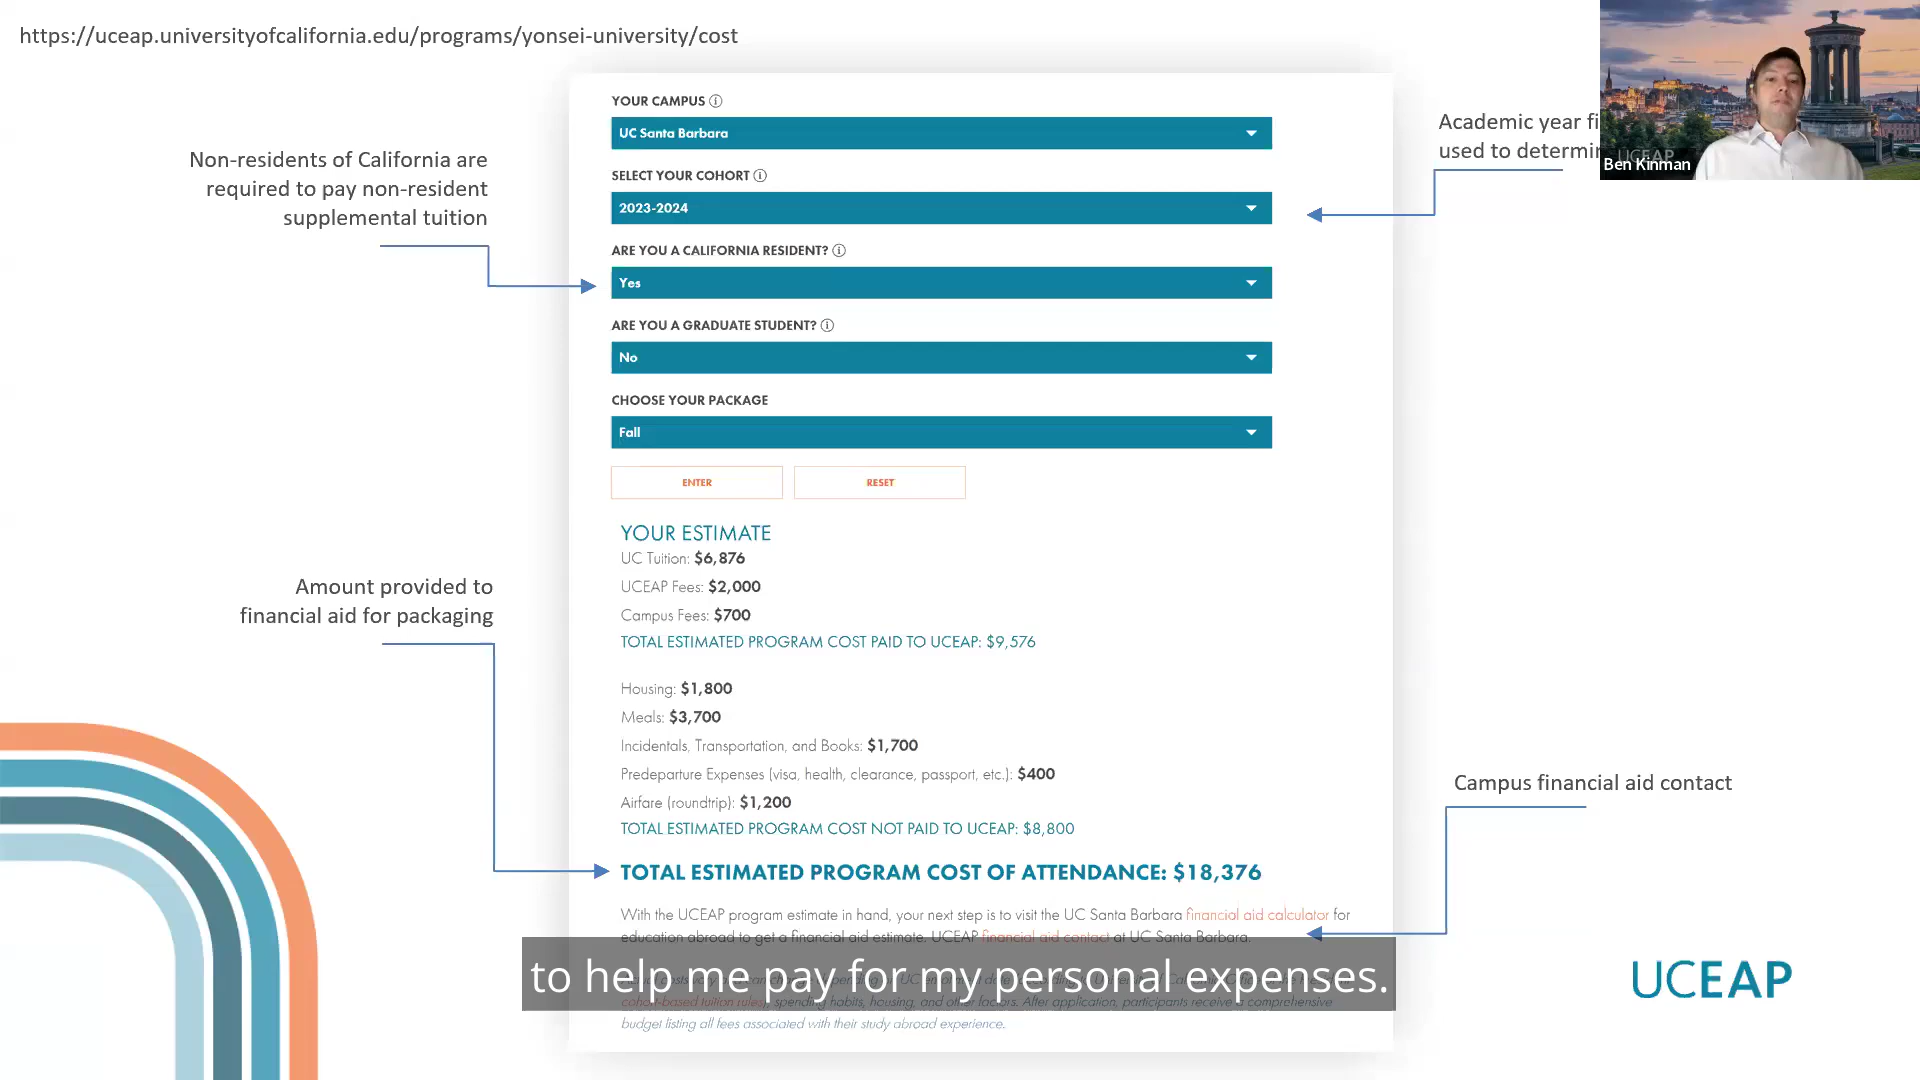 https://uceap.universityofcalifornia.edu/programs/yonsei-university/cost
Non-residents of California are
required to pay non-resident
supplemental tuition
Amount provided to
financial aid for packaging
YOUR CAMPUS
UC Santa Barbara
SELECT YOUR COHORT
2023-2024
ARE YOU A CALIFORNIA RESIDENT?
Yes
ARE YOU A GRADUATE STUDENT?
No
CHOOSE YOUR PACKAGE
Fall
ENTER RESET
YOUR ESTIMATE
UC Tuition: $6,876
UCEAP Fees: $2,000
Campus Fees: $700
TOTAL ESTIMATED PROGRAM COST PAID TO UCEAP: $9,576
Housing: $1,800
Meals: $3,700
Incidentals, Transportation, and Books: $1,700
Predeparture Expenses (visa, health, clearance, passport, etc.): $400
Airfare (roundtrip): $1,200
TOTAL ESTIMATED PROGRAM COST NOT PAID TO UCEAP: $8,800
TOTAL ESTIMATED PROGRAM COST OF ATTENDANCE: $18,376
With the UCEAP program estimate in hand, your next step is to visit the UC Santa Barbara financial aid calculator for
education abroad to get a financial aid estimate. UCEAP financial aid contact at UC Santa Barbara.
cohort-based tuition rules), spending habits, housing, and other factors. After application, participants receive a comprehensive
budget listing all fees associated with their study abroad experience.
to help me pay for my personal expenses.
Academic year
used to
UCEAP
Ben Kinman
Campus financial aid contact
UCEAP